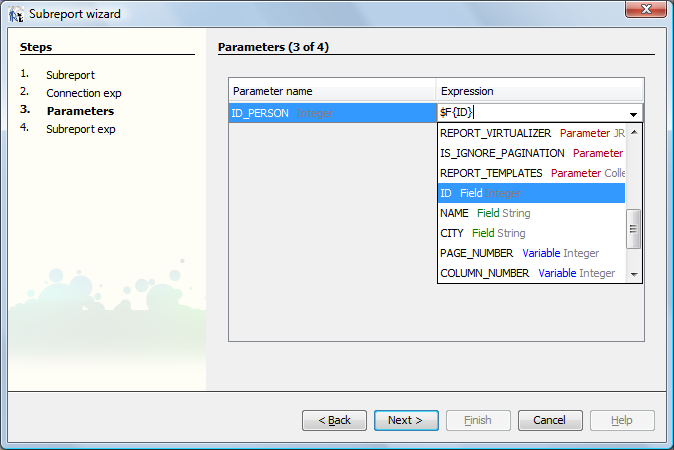 Subreport wizard
Steps
1. Subreport
2. Connection exp
3. Parameters
4. Subreport exp
Parameters (3 of 4)
Parameter name Expression
ID_PERSON Integer $F{ID}
REPORT_VIRTUALIZER Parameter JR
IS_IGNORE_PAGINATION Parameter
REPORT_TEMPLATES Parameter Colle
ID Field Integer
NAME Field String
CITY Field String
PAGE_NUMBER Variable Integer
COLUMN_NUMBER Variable Integer
< Back Next > Finish Cancel Help